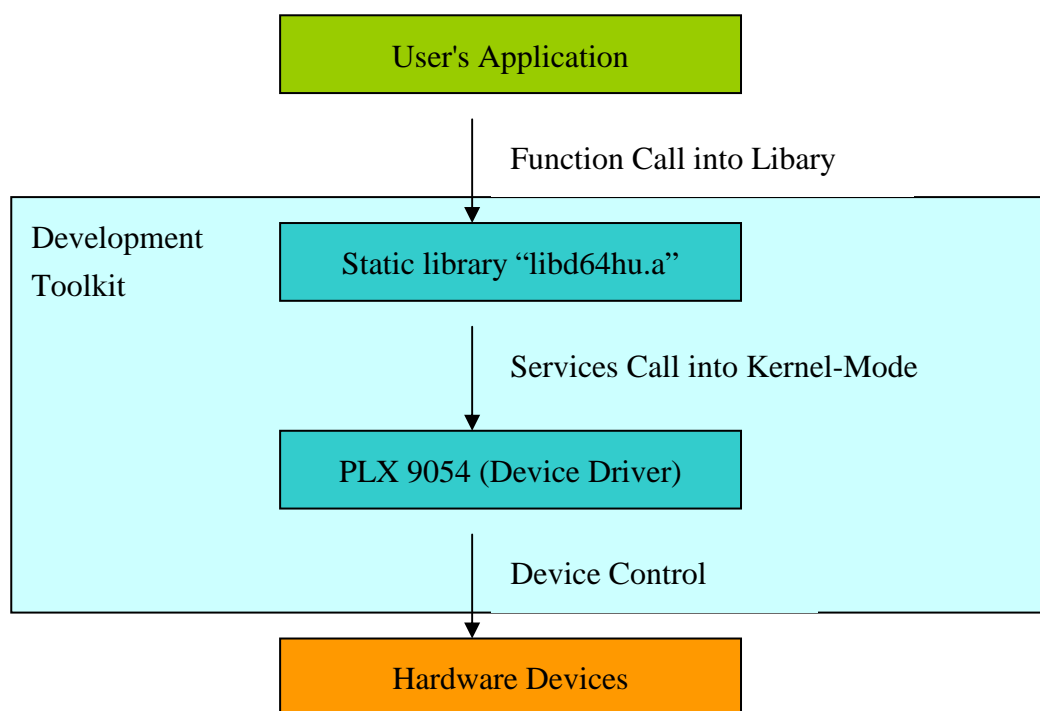 User's Application
Function Call into Libary
Development
Toolkit
Static library “libd64hu.a”
Services Call into Kernel-Mode
PLX 9054 (Device Driver)
Device Control
Hardware Devices